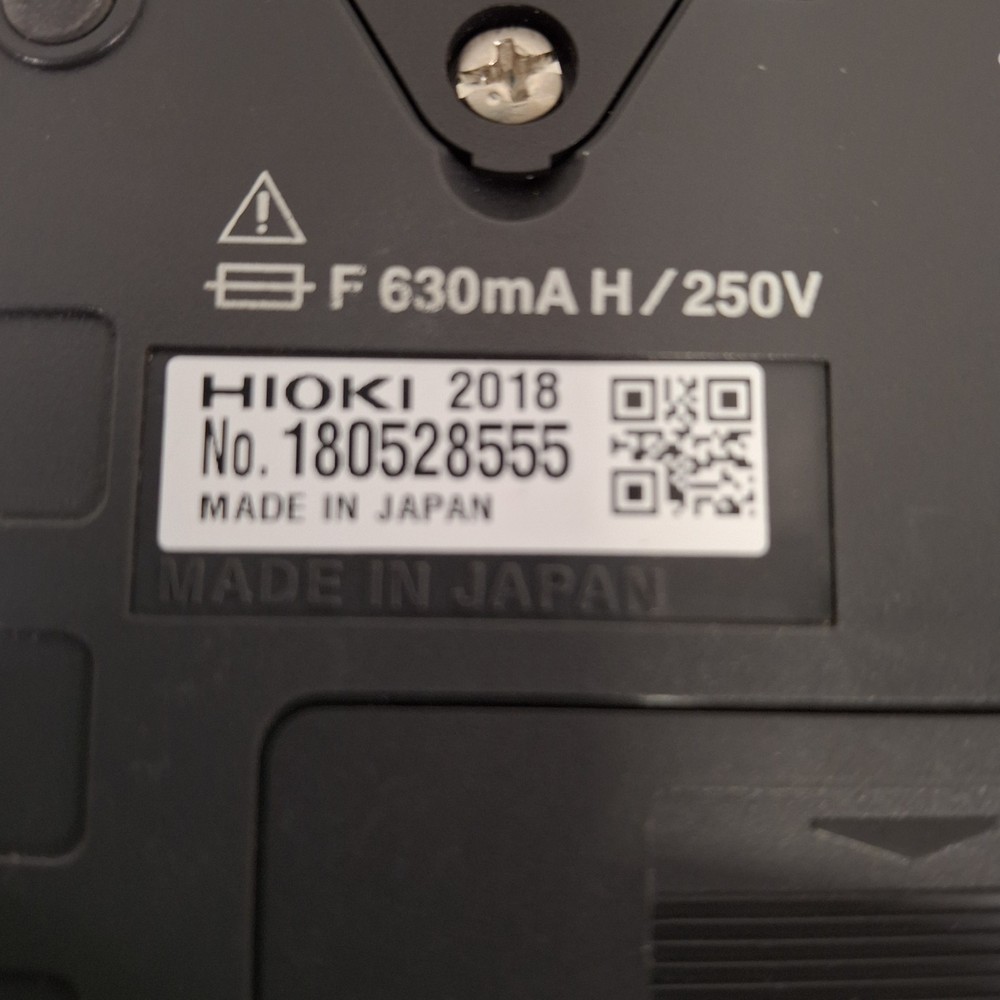 F 630mA H/250V
HIOKI 2018
No. 180528555
MADE IN JAPAN
MADE IN JAPAN